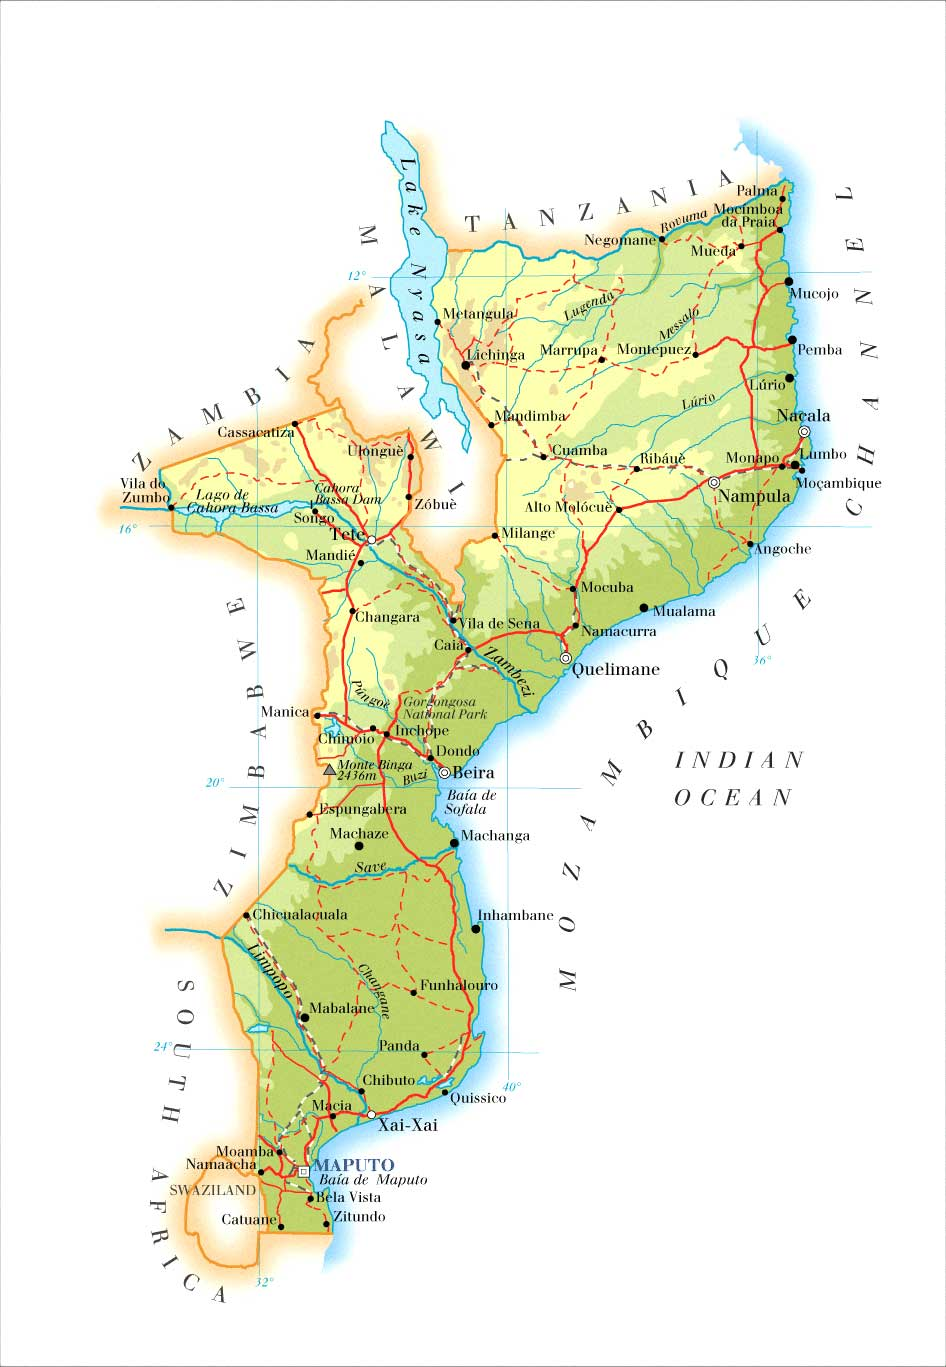 TANZANIA
Palma
Rovuma
Mocímboa
da Praia
Negomane
Mueda
Lake Nyasa
MALAWI
12°
Mucojo
Metangula
Lugenda
Messalo
Lichinga
Marrupa
Montepuez
Pemba
Lúrio
Lúrio
ZAMBIA
Mandimba
Nacala
Cassacatiza
Ulonguè
Cuamba
Ribáuè
Monapo
Lumbo
Moçambique
Nampula
Vila do
Zumbo
Lago de
Cahora Bassa
Cahora
Bassa Dam
Songo
Zóbuè
Alto Molócuè
16°
Tete
Milange
Angoche
Mandié
Mocuba
Mualama
Changara
Vila de Sena
Namacurra
Caia
Zambezi
Quelimane
36°
ZIMBABWE
Púngoè
Gorgongosa
National Park
Manica
Chimoio
Inchope
Dondo
Monte Binga
2436m
Buzi
Beira
20°
Baía de
Sofala
INDIAN
OCEAN
MOZAMBIQUE CHANNEL
Espungabera
Machaze
Machanga
Save
Chicualacuala
Inhambane
Limpopo
Changane
Funhalouro
Mabalane
24°
Panda
Chibuto
40°
Quissico
Macia
Xai-Xai
Moamba
Namaacha
MAPUTO
Baía de Maputo
SWAZILAND
Bela Vista
Catuane
Zitundo
SOUTH AFRICA
32°